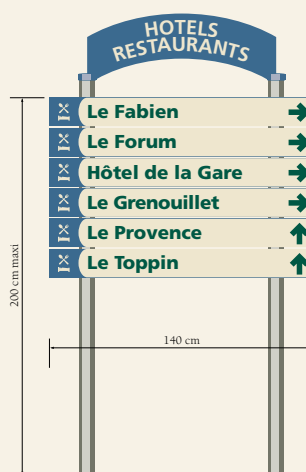 HOTELS
RESTAURANTS
Le Fabien
Le Forum
Hôtel de la Gare
Le Grenouillet
Le Provence
Le Toppin
200 cm maxi
140 cm